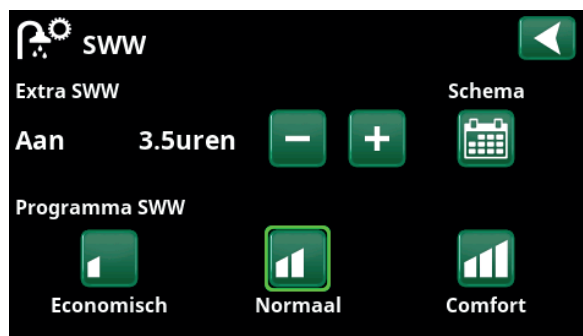 SWW
Extra SWW Schema
Aan 3.5uren
Programma SWW
Economisch Normaal Comfort